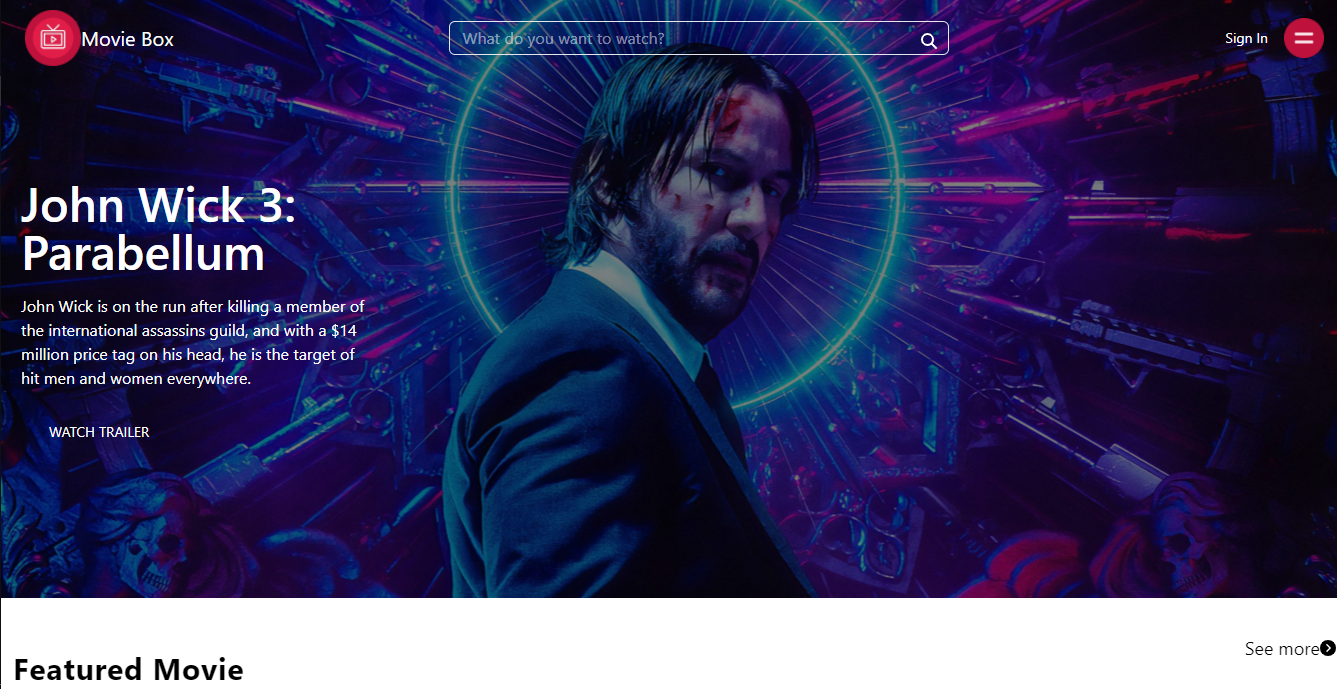 Movie Box
What do you want to watch?
Sign In
John Wick 3:
Parabellum
John Wick is on the run after killing a member of
the international assassins guild, and with a $14
million price tag on his head, he is the target of
hit men and women everywhere.
WATCH TRAILER
See more
Featured Movie